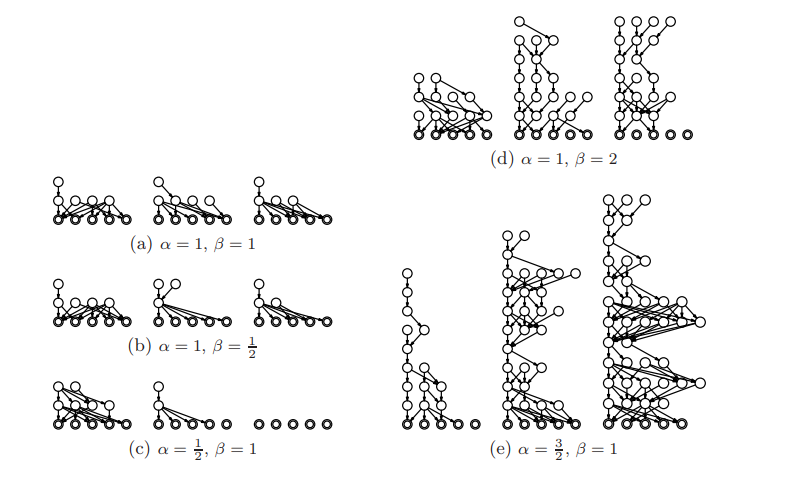 (d) α = 1, β = 2
(a) α = 1, β = 1
(b) α = 1, β = 1/2
(c) α = 1/2, β = 1
(e) α = 3/2, β = 1